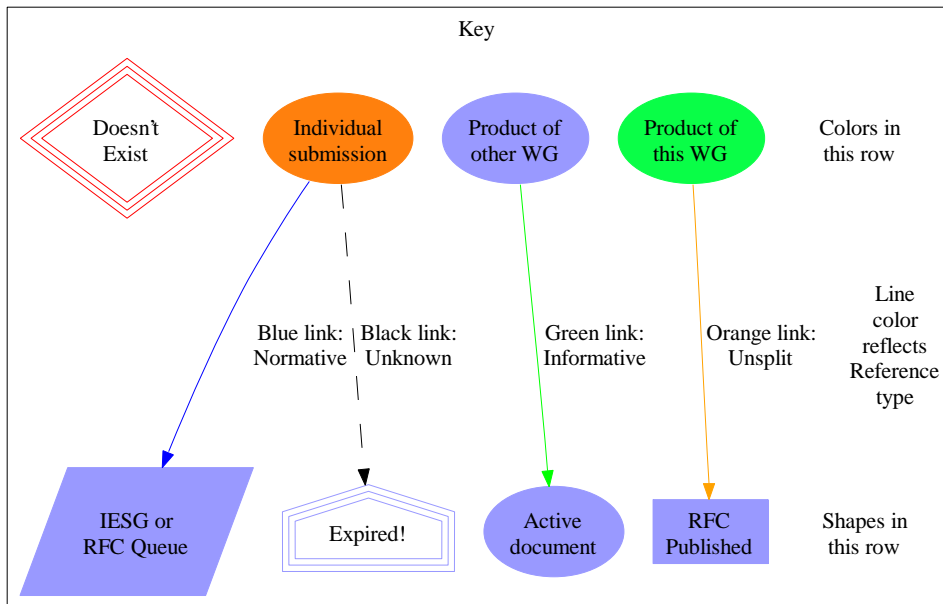 Key
Doesn't
Exist
Individual
submission
Product of
other WG
Product of
this WG
Colors in
this row
Blue link:
Normative
Black link:
Unknown
Green link:
Informative
Orange link:
Unsplit
Line
color
reflects
Reference
type
IESG or
RFC Queue
Expired!
Active
document
RFC
Published
Shapes in
this row